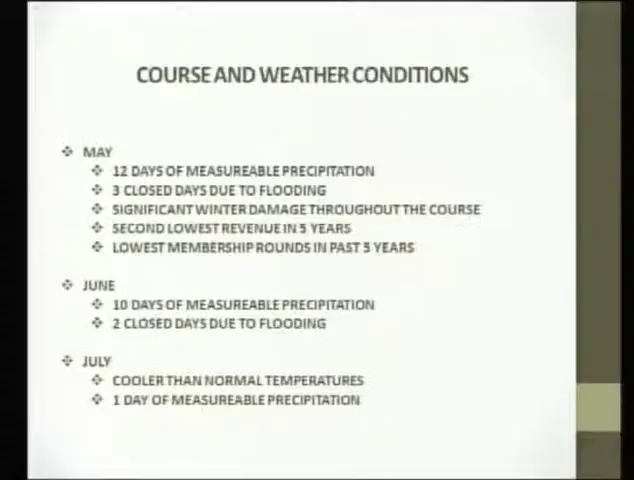 COURSE AND WEATHER CONDITIONS
MAY
12 DAYS OF MEASUREABLE PRECIPITATION
3 CLOSED DAYS DUE TO FLOODING
SIGNIFICANT WINTER DAMAGE THROUGHOUT THE COURSE
SECOND LOWEST REVENUE IN 5 YEARS
LOWEST MEMBERSHIP ROUNDS IN PAST 5 YEARS
JUNE
10 DAYS OF MEASUREABLE PRECIPITATION
2 CLOSED DAYS DUE TO FLOODING
JULY
COOLER THAN NORMAL TEMPERATURES
1 DAY OF MEASUREABLE PRECIPITATION